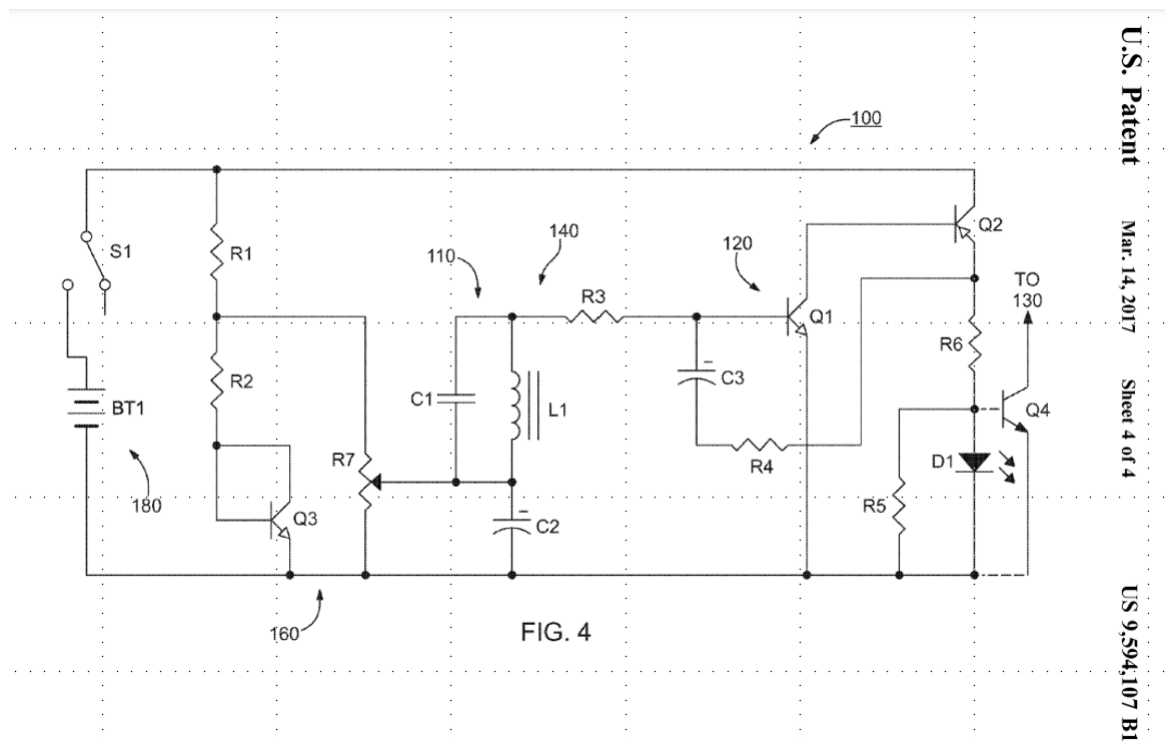 U.S. Patent Mar. 14, 2017 Sheet 4 of 4 US 9,594,107 B1
100
S1
R1
R2
BT1
180
Q3
160
R7
110
140
C1
L1
C2
R3
120
Q1
C3
R4
Q2
TO
130
R6
Q4
D1
R5
FIG. 4